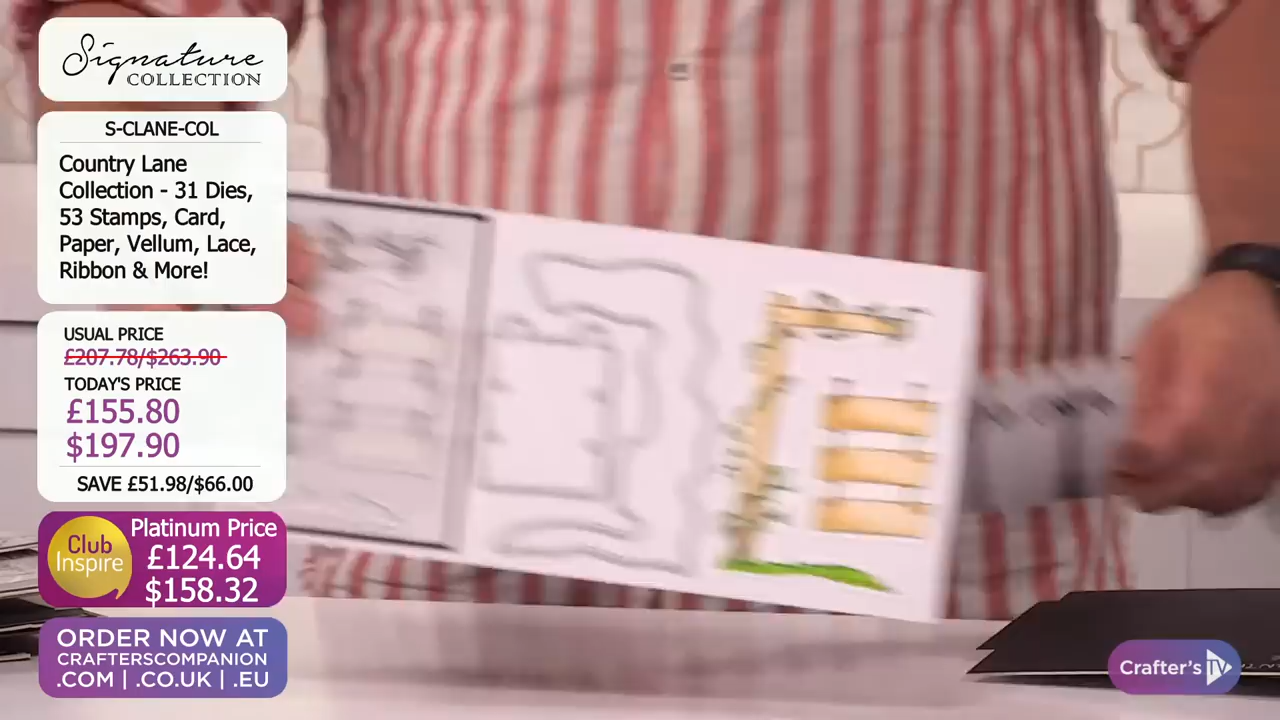 Signature
COLLECTION
S-CLANE-COL
Country Lane
Collection - 31 Dies,
53 Stamps, Card,
Paper, Vellum, Lace,
Ribbon & More!
USUAL PRICE
£207.78/$263.90
TODAY'S PRICE
£155.80
$197.90
SAVE £51.98/$66.00
Club
Inspire
Platinum Price
£124.64
$158.32
ORDER NOW AT
CRAFTERSCOMPANION
.COM | .CO.UK | .EU
Crafter's TV